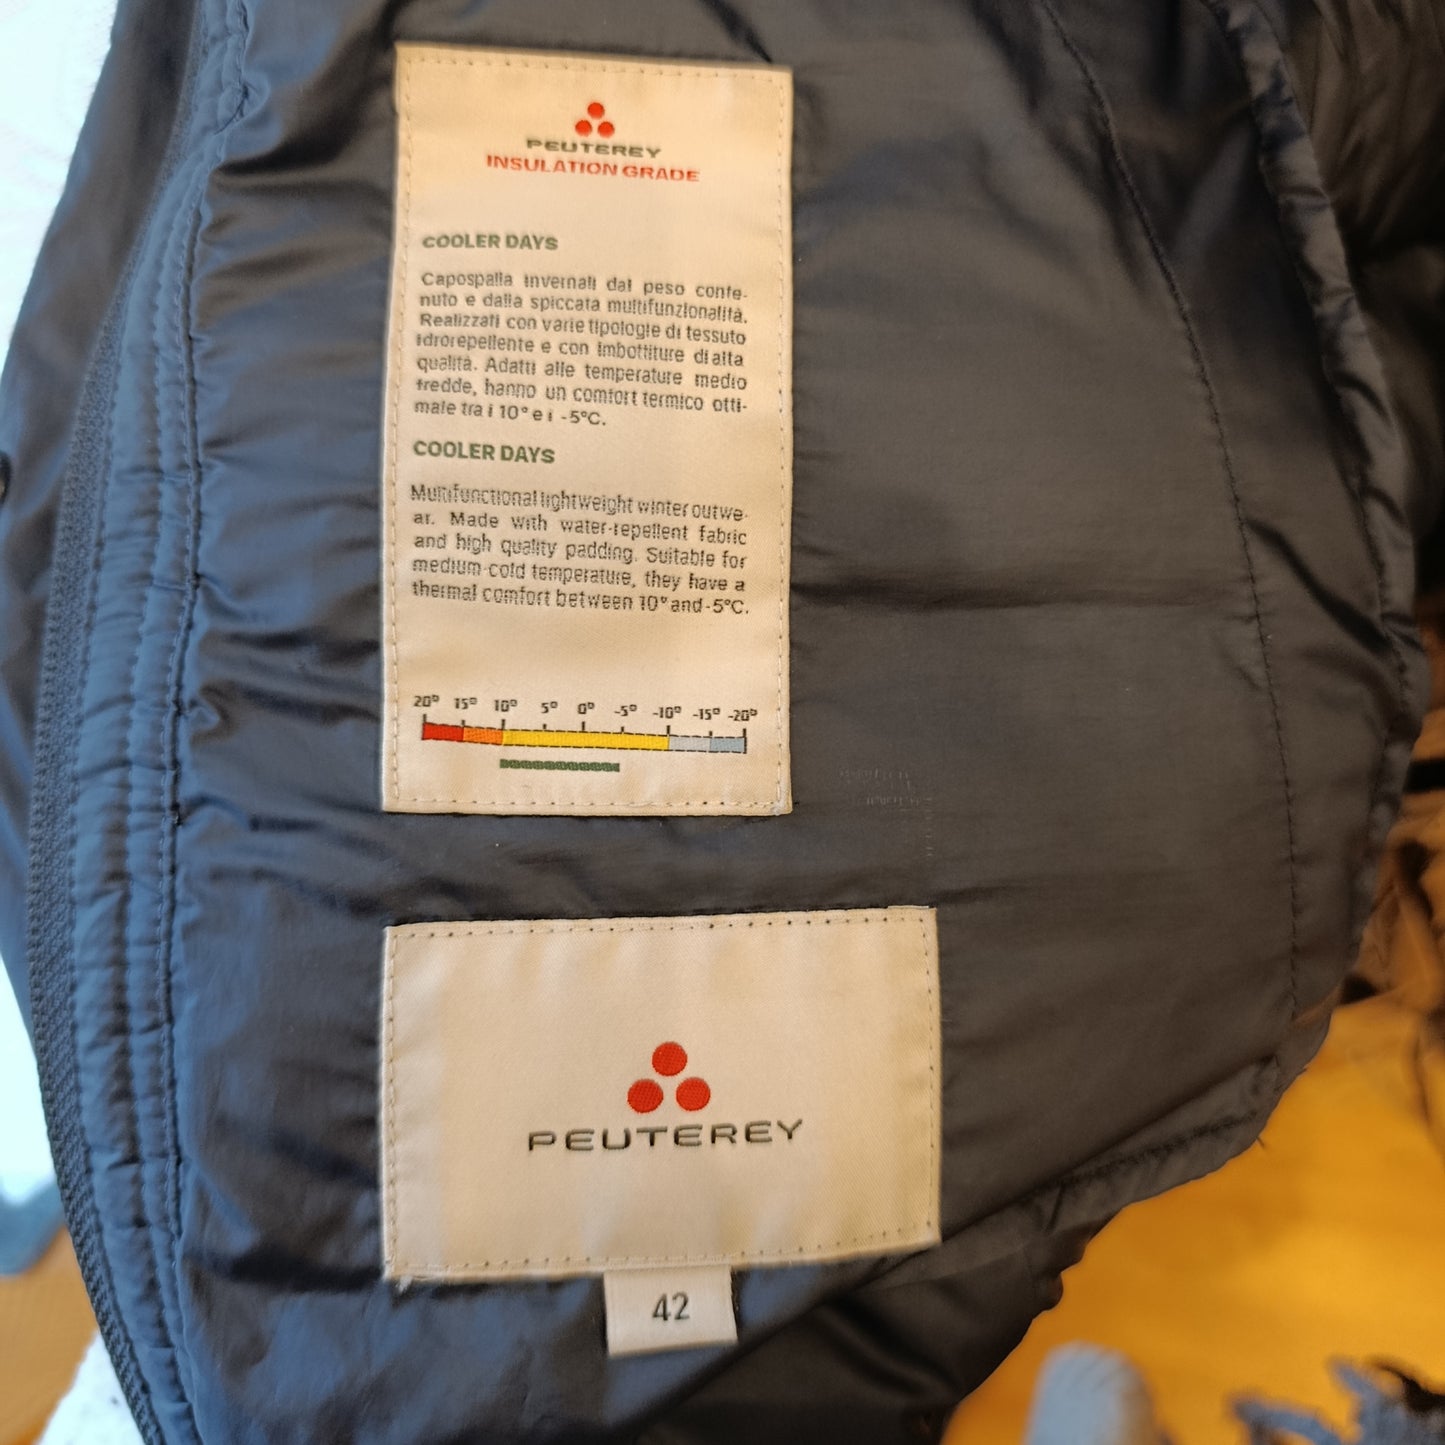 PEUTEREY
INSULATION GRADE
COOLER DAYS
Capospalla invernali dal peso conte-
nuto e dalla spiccata multifunzionalità.
Realizzati con varie tipologie di tessuto
idrorepellente e con imbottiture di alta
qualità. Adatti alle temperature medio
fredde, hanno un comfort termico otti-
male tra i 10° e i -5°C.
COOLER DAYS
Multifunctional lightweight winter outwe-
ar. Made with water-repellent fabric
and high quality padding. Suitable for
medium-cold temperature, they have a
thermal comfort between 10° and -5°C.
20° 15° 10° 5° 0° -5° -10° -15° -20°
PEUTEREY
42